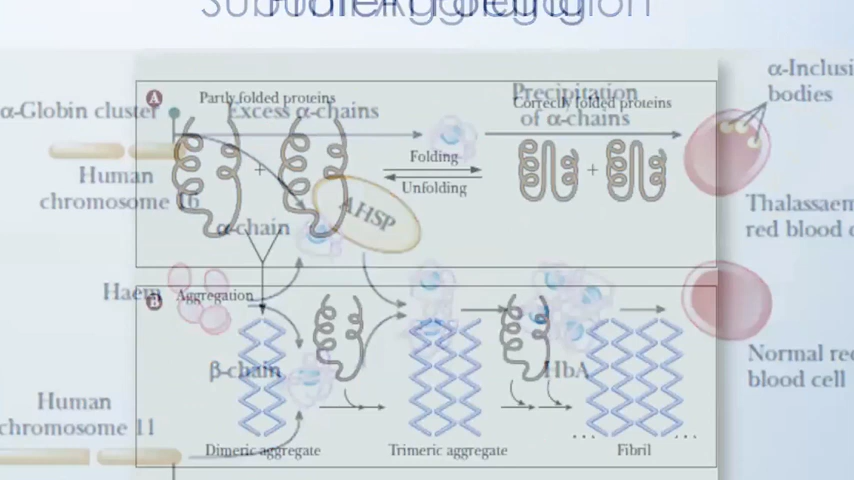 A
Partly folded proteins
Correctly folded proteins
Precipitation
of α-chains
α-Globin cluster
Excess α-chains
α-Inclusi
bodies
Folding
Unfolding
+
+
Human
chromosome 16
AHSP
α-chain
Thalassaem
red blood c
Haem
B
Aggregation
β-chain
HbA
Normal re
blood cell
Human
chromosome 11
Dimeric aggregate
Trimeric aggregate
Fibril
... ...